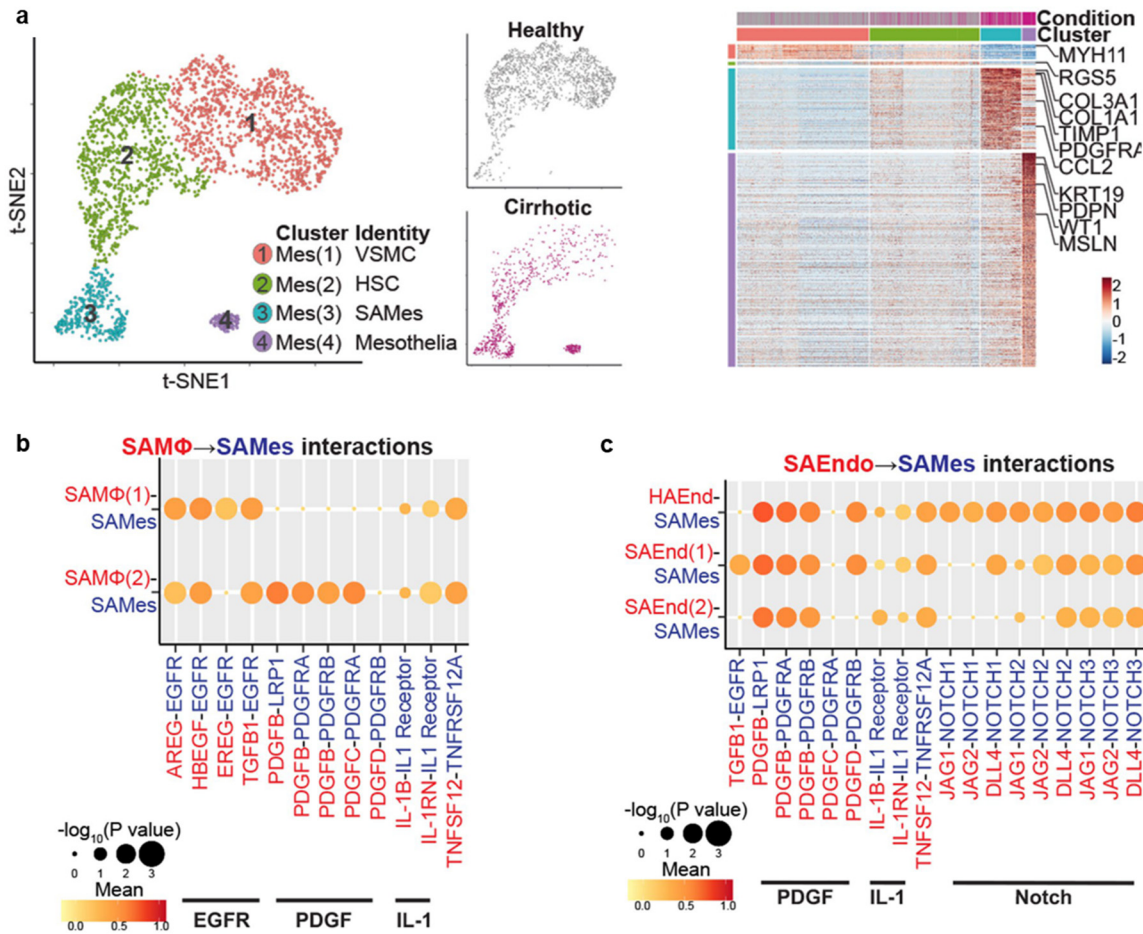 a
t-SNE2
t-SNE1
1
2
3
4
Cluster Identity
1 Mes(1) VSMC
2 Mes(2) HSC
3 Mes(3) SAMes
4 Mes(4) Mesothelia
Healthy
Cirrhotic
Condition
Cluster
MYH11
RGS5
COL3A1
COL1A1
TIMP1
PDGFRA
CCL2
KRT19
PDPN
WT1
MSLN
2
1
0
-1
-2
b
SAMΦ→SAMes interactions
SAMΦ(1)-
SAMes
SAMΦ(2)-
SAMes
AREG-EGFR
HBEGF-EGFR
EREG-EGFR
TGFB1-EGFR
PDGFB-LRP1
PDGFB-PDGFRA
PDGFB-PDGFRB
PDGFC-PDGFRA
PDGFD-PDGFRB
IL-1B-IL1 Receptor
IL-1RN-IL1 Receptor
TNFSF12-TNFRSF12A
-log10(P value)
0 1 2 3
Mean
0.0 0.5 1.0
EGFR
PDGF
IL-1
c
SAEndo→SAMes interactions
HAEnd-
SAMes
SAEnd(1)-
SAMes
SAEnd(2)-
SAMes
TGFB1-EGFR
PDGFB-LRP1
PDGFB-PDGFRA
PDGFB-PDGFRB
PDGFC-PDGFRA
PDGFD-PDGFRB
IL-1B-IL1 Receptor
IL-1RN-IL1 Receptor
TNFSF12-TNFRSF12A
JAG1-NOTCH1
JAG2-NOTCH1
DLL4-NOTCH1
JAG1-NOTCH2
JAG2-NOTCH2
DLL4-NOTCH2
JAG1-NOTCH3
JAG2-NOTCH3
DLL4-NOTCH3
-log10(P value)
0 1 2 3
Mean
0.0 0.5 1.0
PDGF
IL-1
Notch